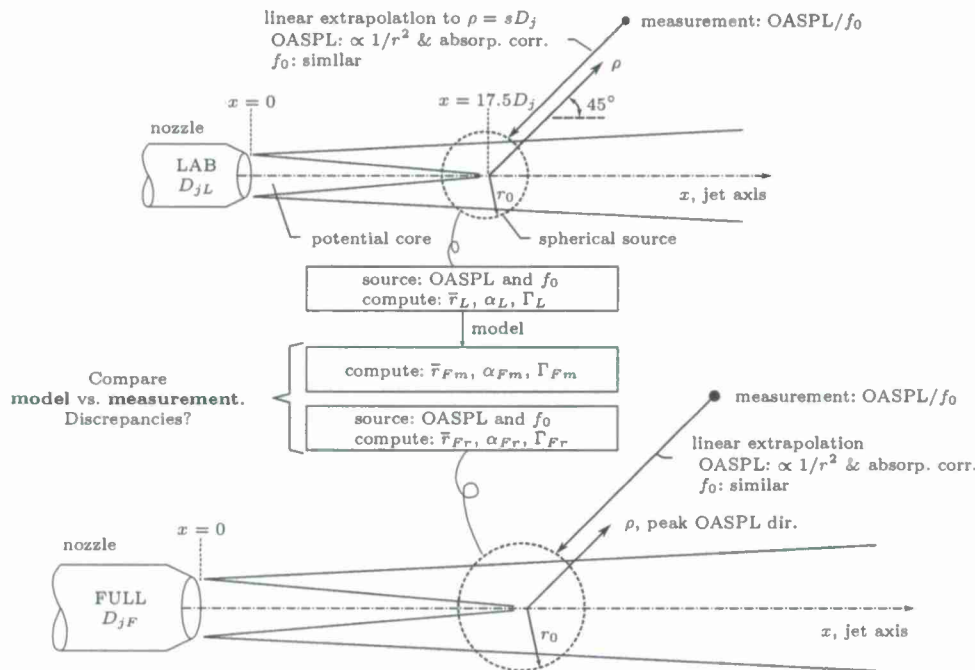 linear extrapolation to ρ = sD_j
OASPL: ∝ 1/r² & absorp. corr.
f₀: similar
measurement: OASPL/f₀
ρ
45°
x = 0
x = 17.5D_j
nozzle
LAB
D_jL
x, jet axis
r₀
potential core
spherical source
source: OASPL and f₀
compute: r̅_L, α_L, Γ_L
model
compute: r̅_Fm, α_Fm, Γ_Fm
Compare
model vs. measurement.
Discrepancies?
source: OASPL and f₀
compute: r̅_Fr, α_Fr, Γ_Fr
measurement: OASPL/f₀
linear extrapolation
OASPL: ∝ 1/r² & absorp. corr.
f₀: similar
ρ, peak OASPL dir.
x = 0
nozzle
FULL
D_jF
x, jet axis
r₀